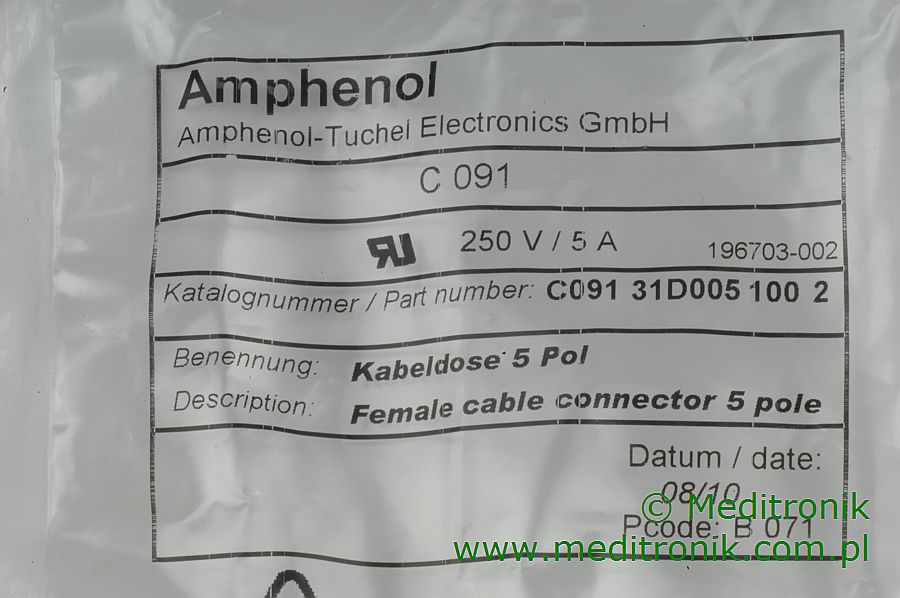 Amphenol
Amphenol-Tuchel Electronics GmbH
C 091
250 V / 5 A
196703-002
Katalognummer / Part number: C091 31D005 100 2
Benennung: Kabeldose 5 Pol
Description: Female cable connector 5 pole
Datum / date:
08/10
© Meditronik
Pcode: B 071
www.meditronik.com.pl